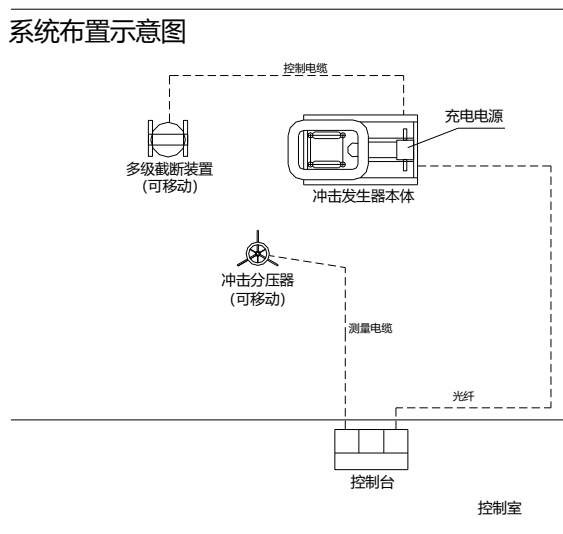 系统布置示意图
控制电缆
充电电源
多级截断装置
(可移动)
冲击发生器本体
冲击分压器
(可移动)
测量电缆
光纤
控制台
控制室